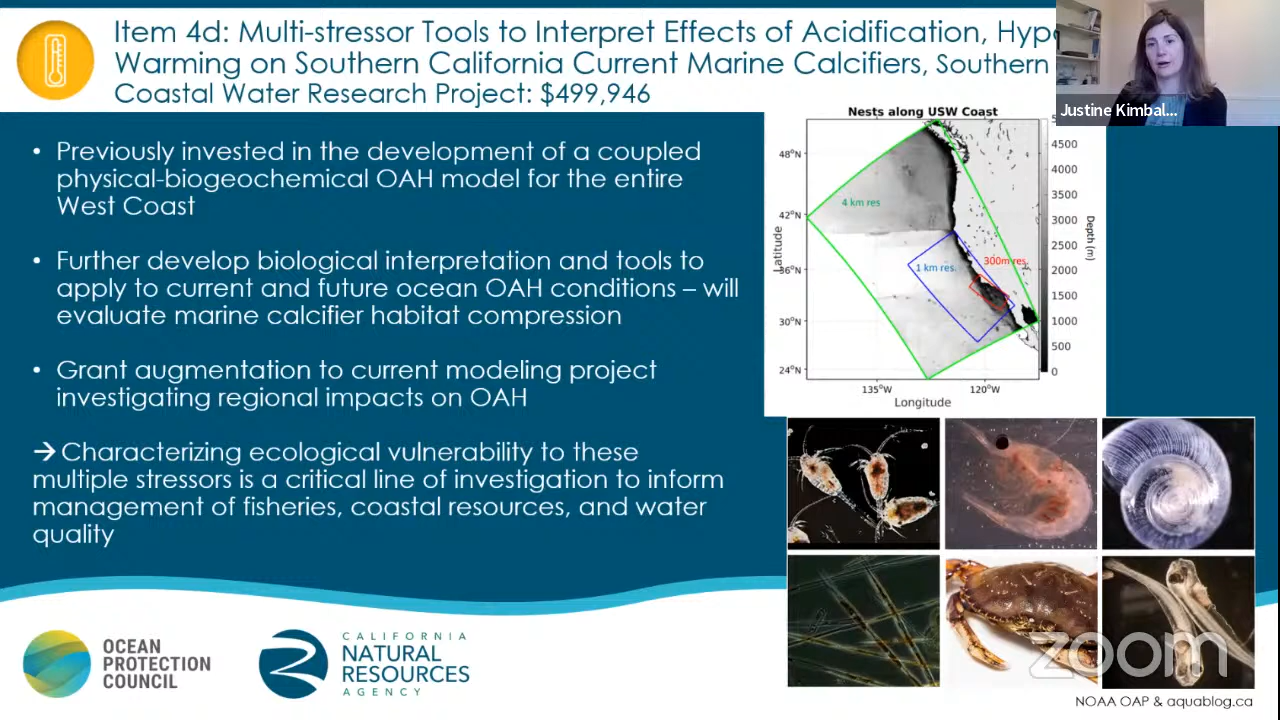 Item 4d: Multi-stressor Tools to Interpret Effects of Acidification,
Warming on Southern California Current Marine Calcifiers, Southern
Coastal Water Research Project: $499,946
Justine Kimbal...
• Previously invested in the development of a coupled
physical-biogeochemical OAH model for the entire
West Coast
• Further develop biological interpretation and tools to
apply to current and future ocean OAH conditions – will
evaluate marine calcifier habitat compression
• Grant augmentation to current modeling project
investigating regional impacts on OAH
→ Characterizing ecological vulnerability to these
multiple stressors is a critical line of investigation to inform
management of fisheries, coastal resources, and water
quality
Nests along USW Coast
48°N
42°N
36°N
30°N
24°N
Latitude
4 km res
1 km res.
300m res.
135°W
120°W
Longitude
4500
4000
3500
3000
2500
2000
1500
1000
500
0
Depth (m)
OCEAN
PROTECTION
COUNCIL
CALIFORNIA
NATURAL
RESOURCES
AGENCY
zoom
NOAA OAP & aquablog.ca